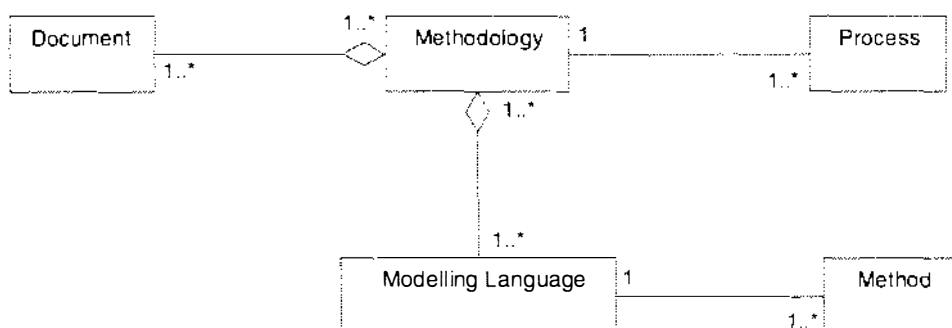 Document
1..*
1..*
Methodology
1
1..*
Process
1..*
1..*
Modelling Language
1
1..*
Method